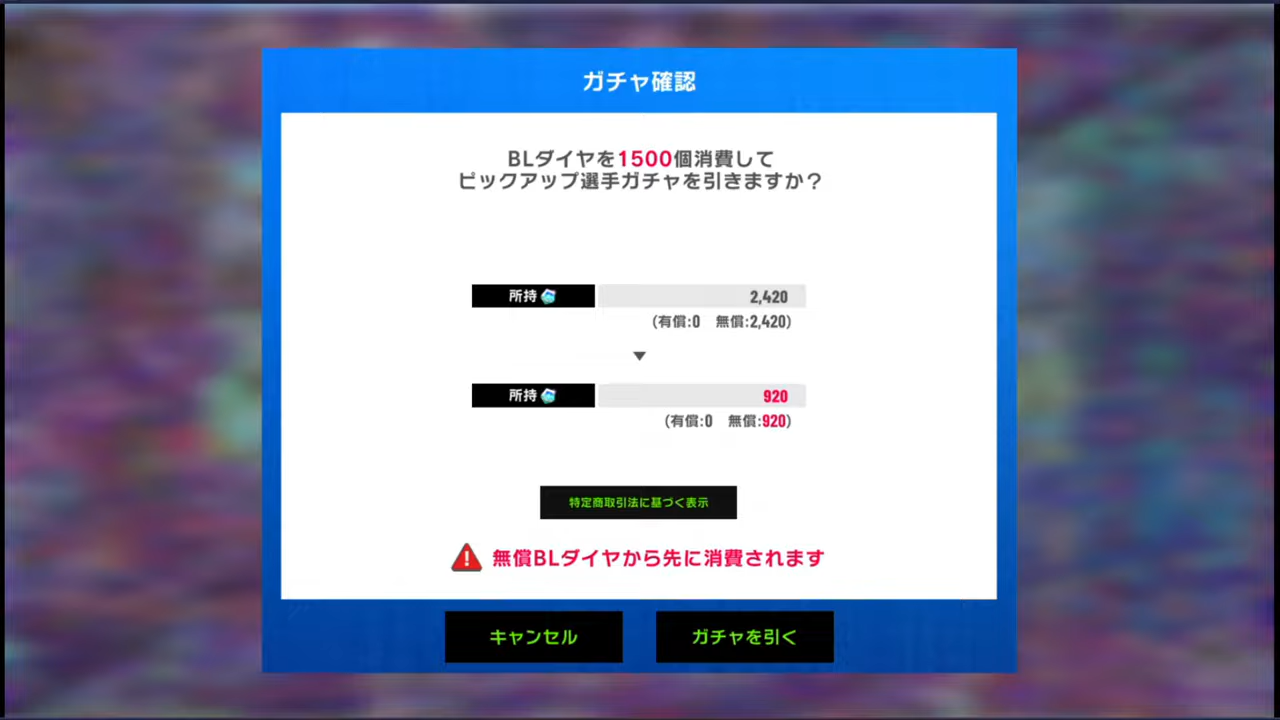 ガチャ確認
BLダイヤを1500個消費して
ピックアップ選手ガチャを引きますか？
所持 2,420
(有償:0 無償:2,420)
▼
所持 920
(有償:0 無償:920)
特定商取引法に基づく表示
無償BLダイヤから先に消費されます
キャンセル ガチャを引く